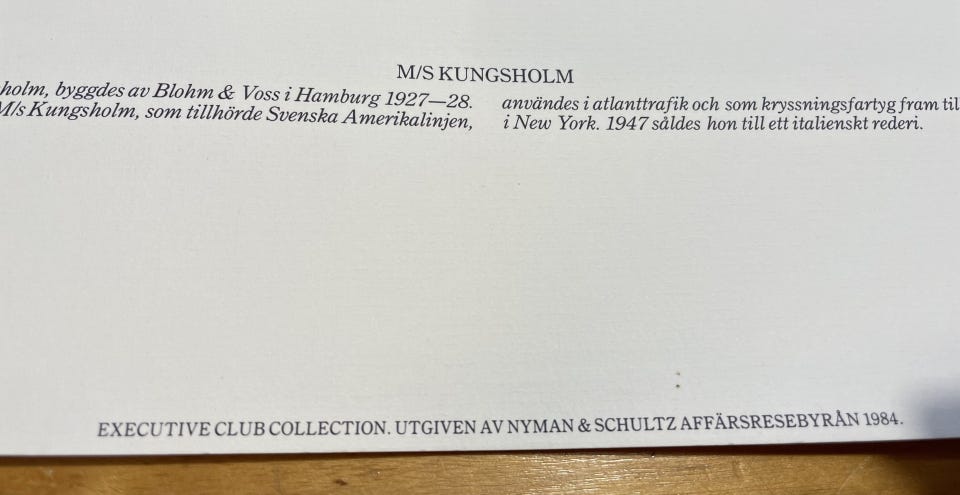 M/S KUNGSHOLM
holm, byggdes av Blohm & Voss i Hamburg 1927—28.
M/s Kungsholm, som tillhörde Svenska Amerikalinjen,
användes i atlanttrafik och som kryssningsfartyg fram til
i New York. 1947 såldes hon till ett italienskt rederi.
EXECUTIVE CLUB COLLECTION. UTGIVEN AV NYMAN & SCHULTZ AFFÄRSRESEBYRÅN 1984.